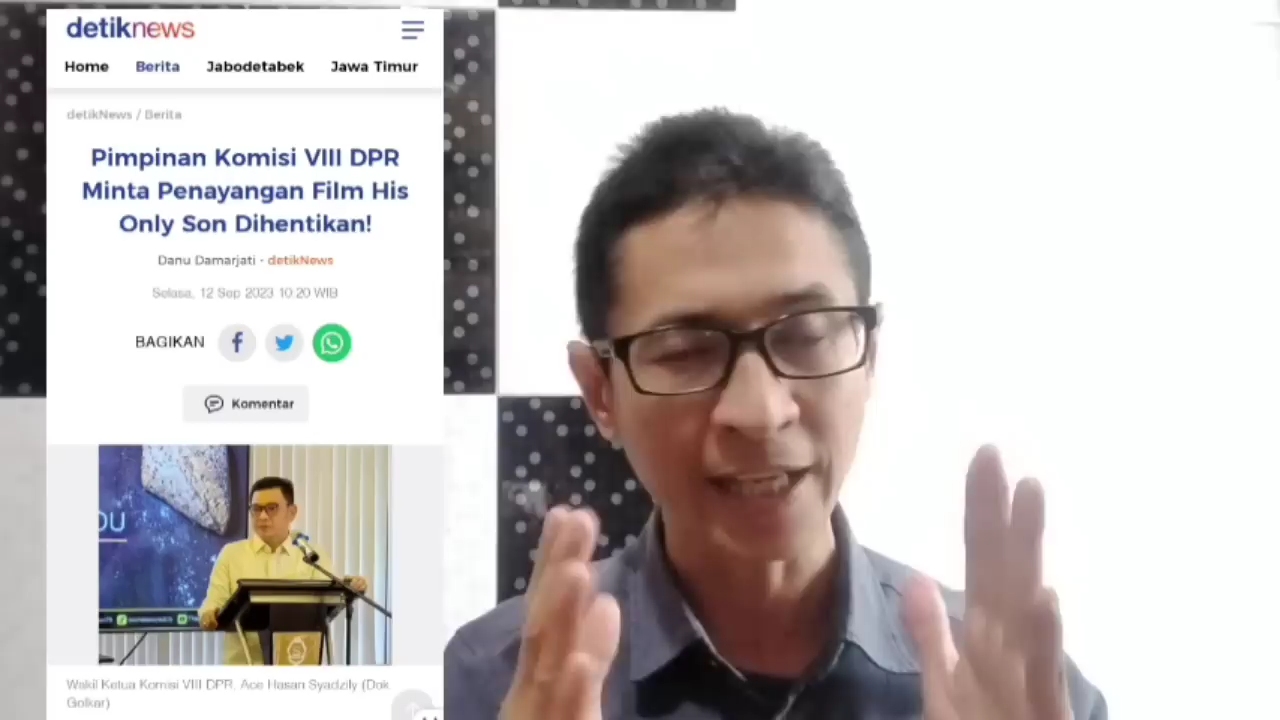 detiknews
Home Berita Jabodetabek Jawa Timur
detikNews / Berita
Pimpinan Komisi VIII DPR
Minta Penayangan Film His
Only Son Dihentikan!
Danu Damarjati - detikNews
Selasa, 12 Sep 2023 10:20 WIB
BAGIKAN
Komentar
DU
Wakil Ketua Komisi VIII DPR, Ace Hasan Syadzily (Dok
Golkar)